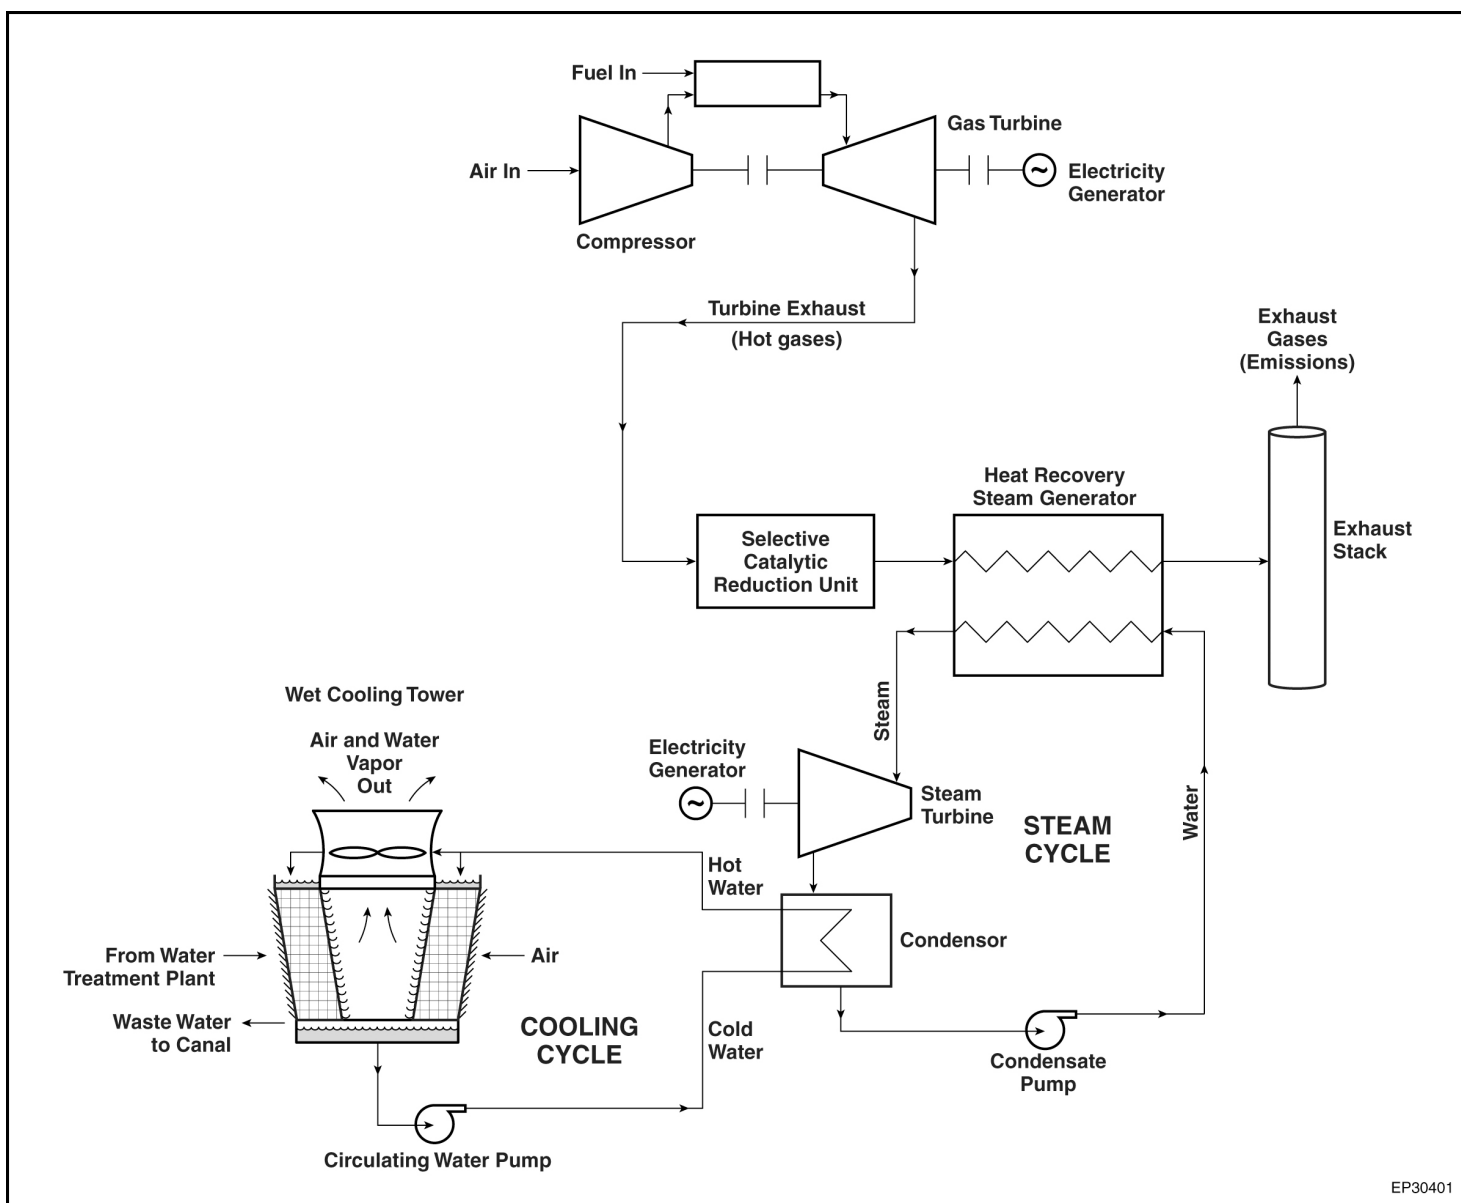 Fuel In
Gas Turbine
Air In
Electricity
Generator
Compressor
Turbine Exhaust
(Hot gases)
Exhaust
Gases
(Emissions)
Heat Recovery
Steam Generator
Selective
Catalytic
Reduction Unit
Exhaust
Stack
Steam
Wet Cooling Tower
Air and Water
Vapor
Out
Electricity
Generator
Steam
Turbine
STEAM
CYCLE
Water
Hot
Water
Condensor
From Water
Treatment Plant
Air
Waste Water
to Canal
COOLING
CYCLE
Cold
Water
Condensate
Pump
Circulating Water Pump
EP30401